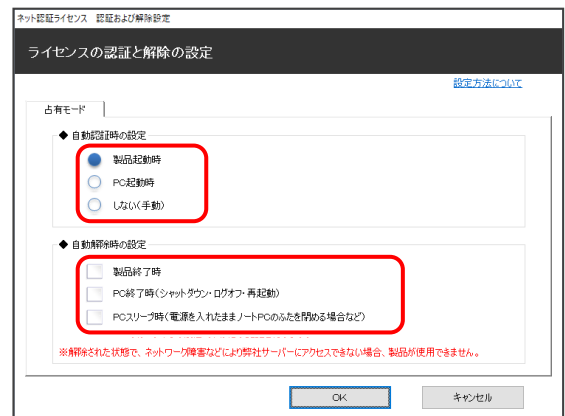 ネット認証ライセンス 認証および解除設定
ライセンスの認証と解除の設定
設定方法について
占有モード
◆ 自動認証時の設定
製品起動時
PC起動時
しない(手動)
◆ 自動解除時の設定
製品終了時
PC終了時(シャットダウン・ログオフ・再起動)
PCスリープ時(電源を入れたままノートPCのふたを閉める場合など)
※解除された状態で、ネットワーク障害などにより弊社サーバーにアクセスできない場合、製品が使用できません。
OK キャンセル